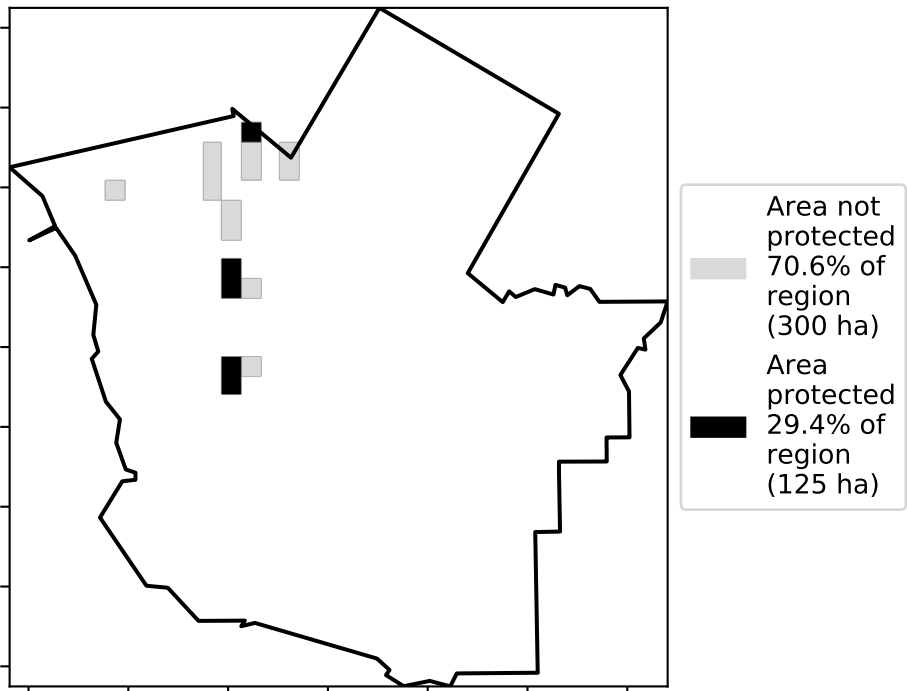 Area not
protected
70.6% of
region
(300 ha)
Area
protected
29.4% of
region
(125 ha)